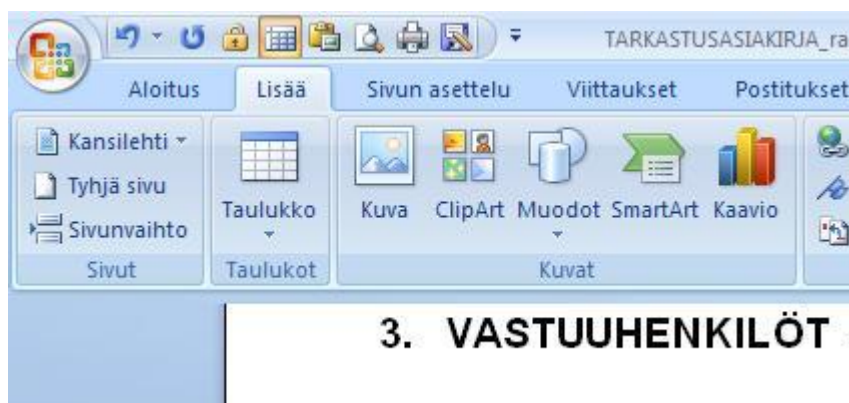 TARKASTUSASIAKIRJA_ra
Aloitus Lisää Sivun asettelu Viittaukset Postitukset
Kansilehti
Tyhjä sivu
Sivunvaihto
Sivut
Taulukko
Taulukot
Kuva ClipArt Muodot SmartArt Kaavio
Kuvat
3. VASTUUHENKILÖT